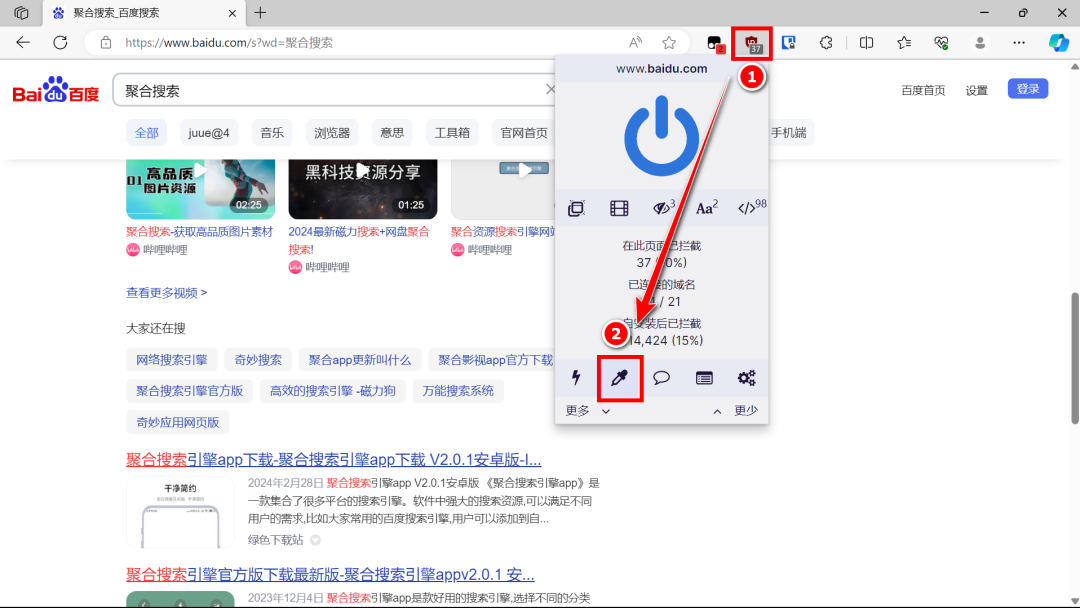 聚合搜索_百度搜索
https://www.baidu.com/s?wd=聚合搜索
2
37
1
Bai du 百度
聚合搜索
百度首页 设置 登录
全部 juue@4 音乐 浏览器 意思 工具箱 官网首页 手机端
www.baidu.com
01 高品质
图片资源
02:25
黑科技资源分享
01:25
聚合搜索-获取高品质图片素材
哔哩哔哩
2024最新磁力搜索+网盘聚合
搜索!
哔哩哔哩
聚合资源搜索引擎网站
哔哩哔哩
3 Aa 2 </> 98
在此页面已拦截
37
已连接的域名
/ 21
自安装后已拦截
14,424 (15%)
2
更多 更少
查看更多视频 >
大家还在搜
网络搜索引擎 奇妙搜索 聚合app更新叫什么 聚合影视app官方下载
聚合搜索引擎官方版 高效的搜索引擎 -磁力狗 万能搜索系统
奇妙应用网页版
聚合搜索引擎app下载-聚合搜索引擎app下载 V2.0.1安卓版-I...
干净简约
2024年2月28日 聚合搜索引擎app V2.0.1安卓版 《聚合搜索引擎app》是
一款集合了很多平台的搜索引擎。软件中强大的搜索资源,可以满足不同
用户的需求,比如大家常用的百度搜索引擎,用户可以添加到自...
绿色下载站
聚合搜索引擎官方版下载最新版-聚合搜索引擎appv2.0.1 安...
2023年12月4日 聚合搜索引擎app是款好用的搜索引擎,选择不同的分类